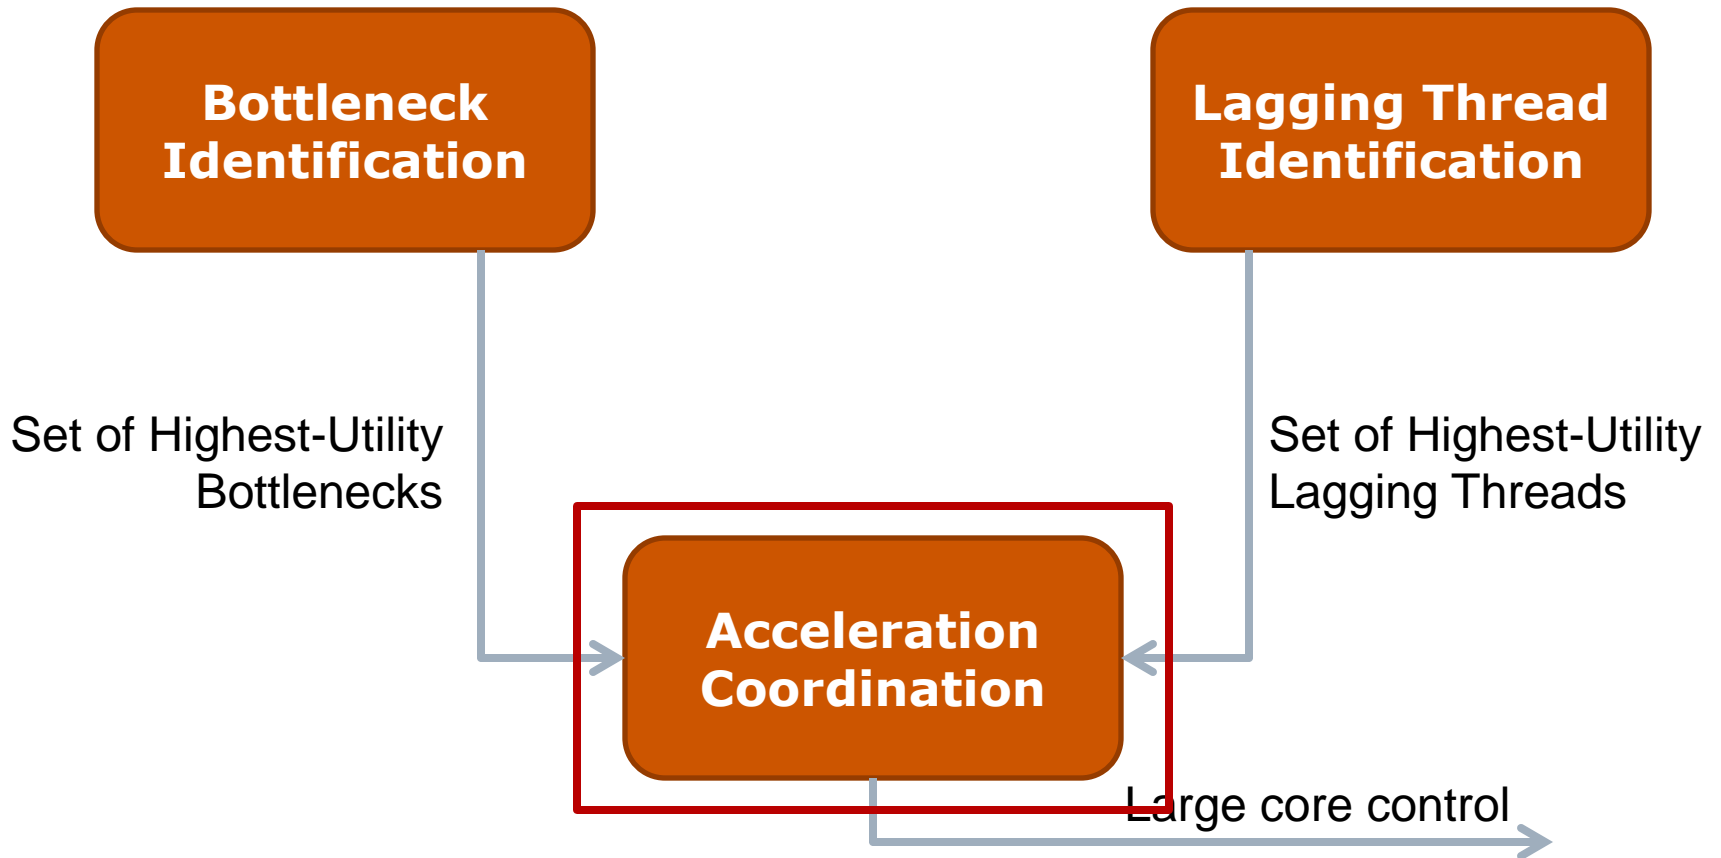 Bottleneck
Identification
Lagging Thread
Identification
Set of Highest-Utility
Bottlenecks
Set of Highest-Utility
Lagging Threads
Acceleration
Coordination
Large core control